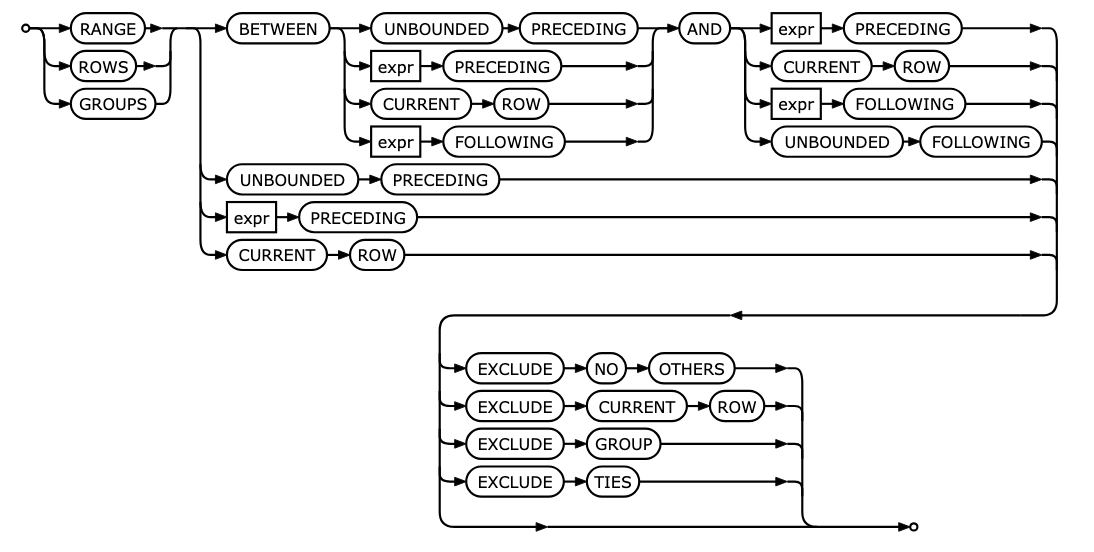 RANGE BETWEEN UNBOUNDED PRECEDING AND expr PRECEDING
ROWS expr PRECEDING CURRENT ROW
GROUPS CURRENT ROW expr FOLLOWING
expr FOLLOWING UNBOUNDED FOLLOWING
UNBOUNDED PRECEDING
expr PRECEDING
CURRENT ROW
EXCLUDE NO OTHERS
EXCLUDE CURRENT ROW
EXCLUDE GROUP
EXCLUDE TIES